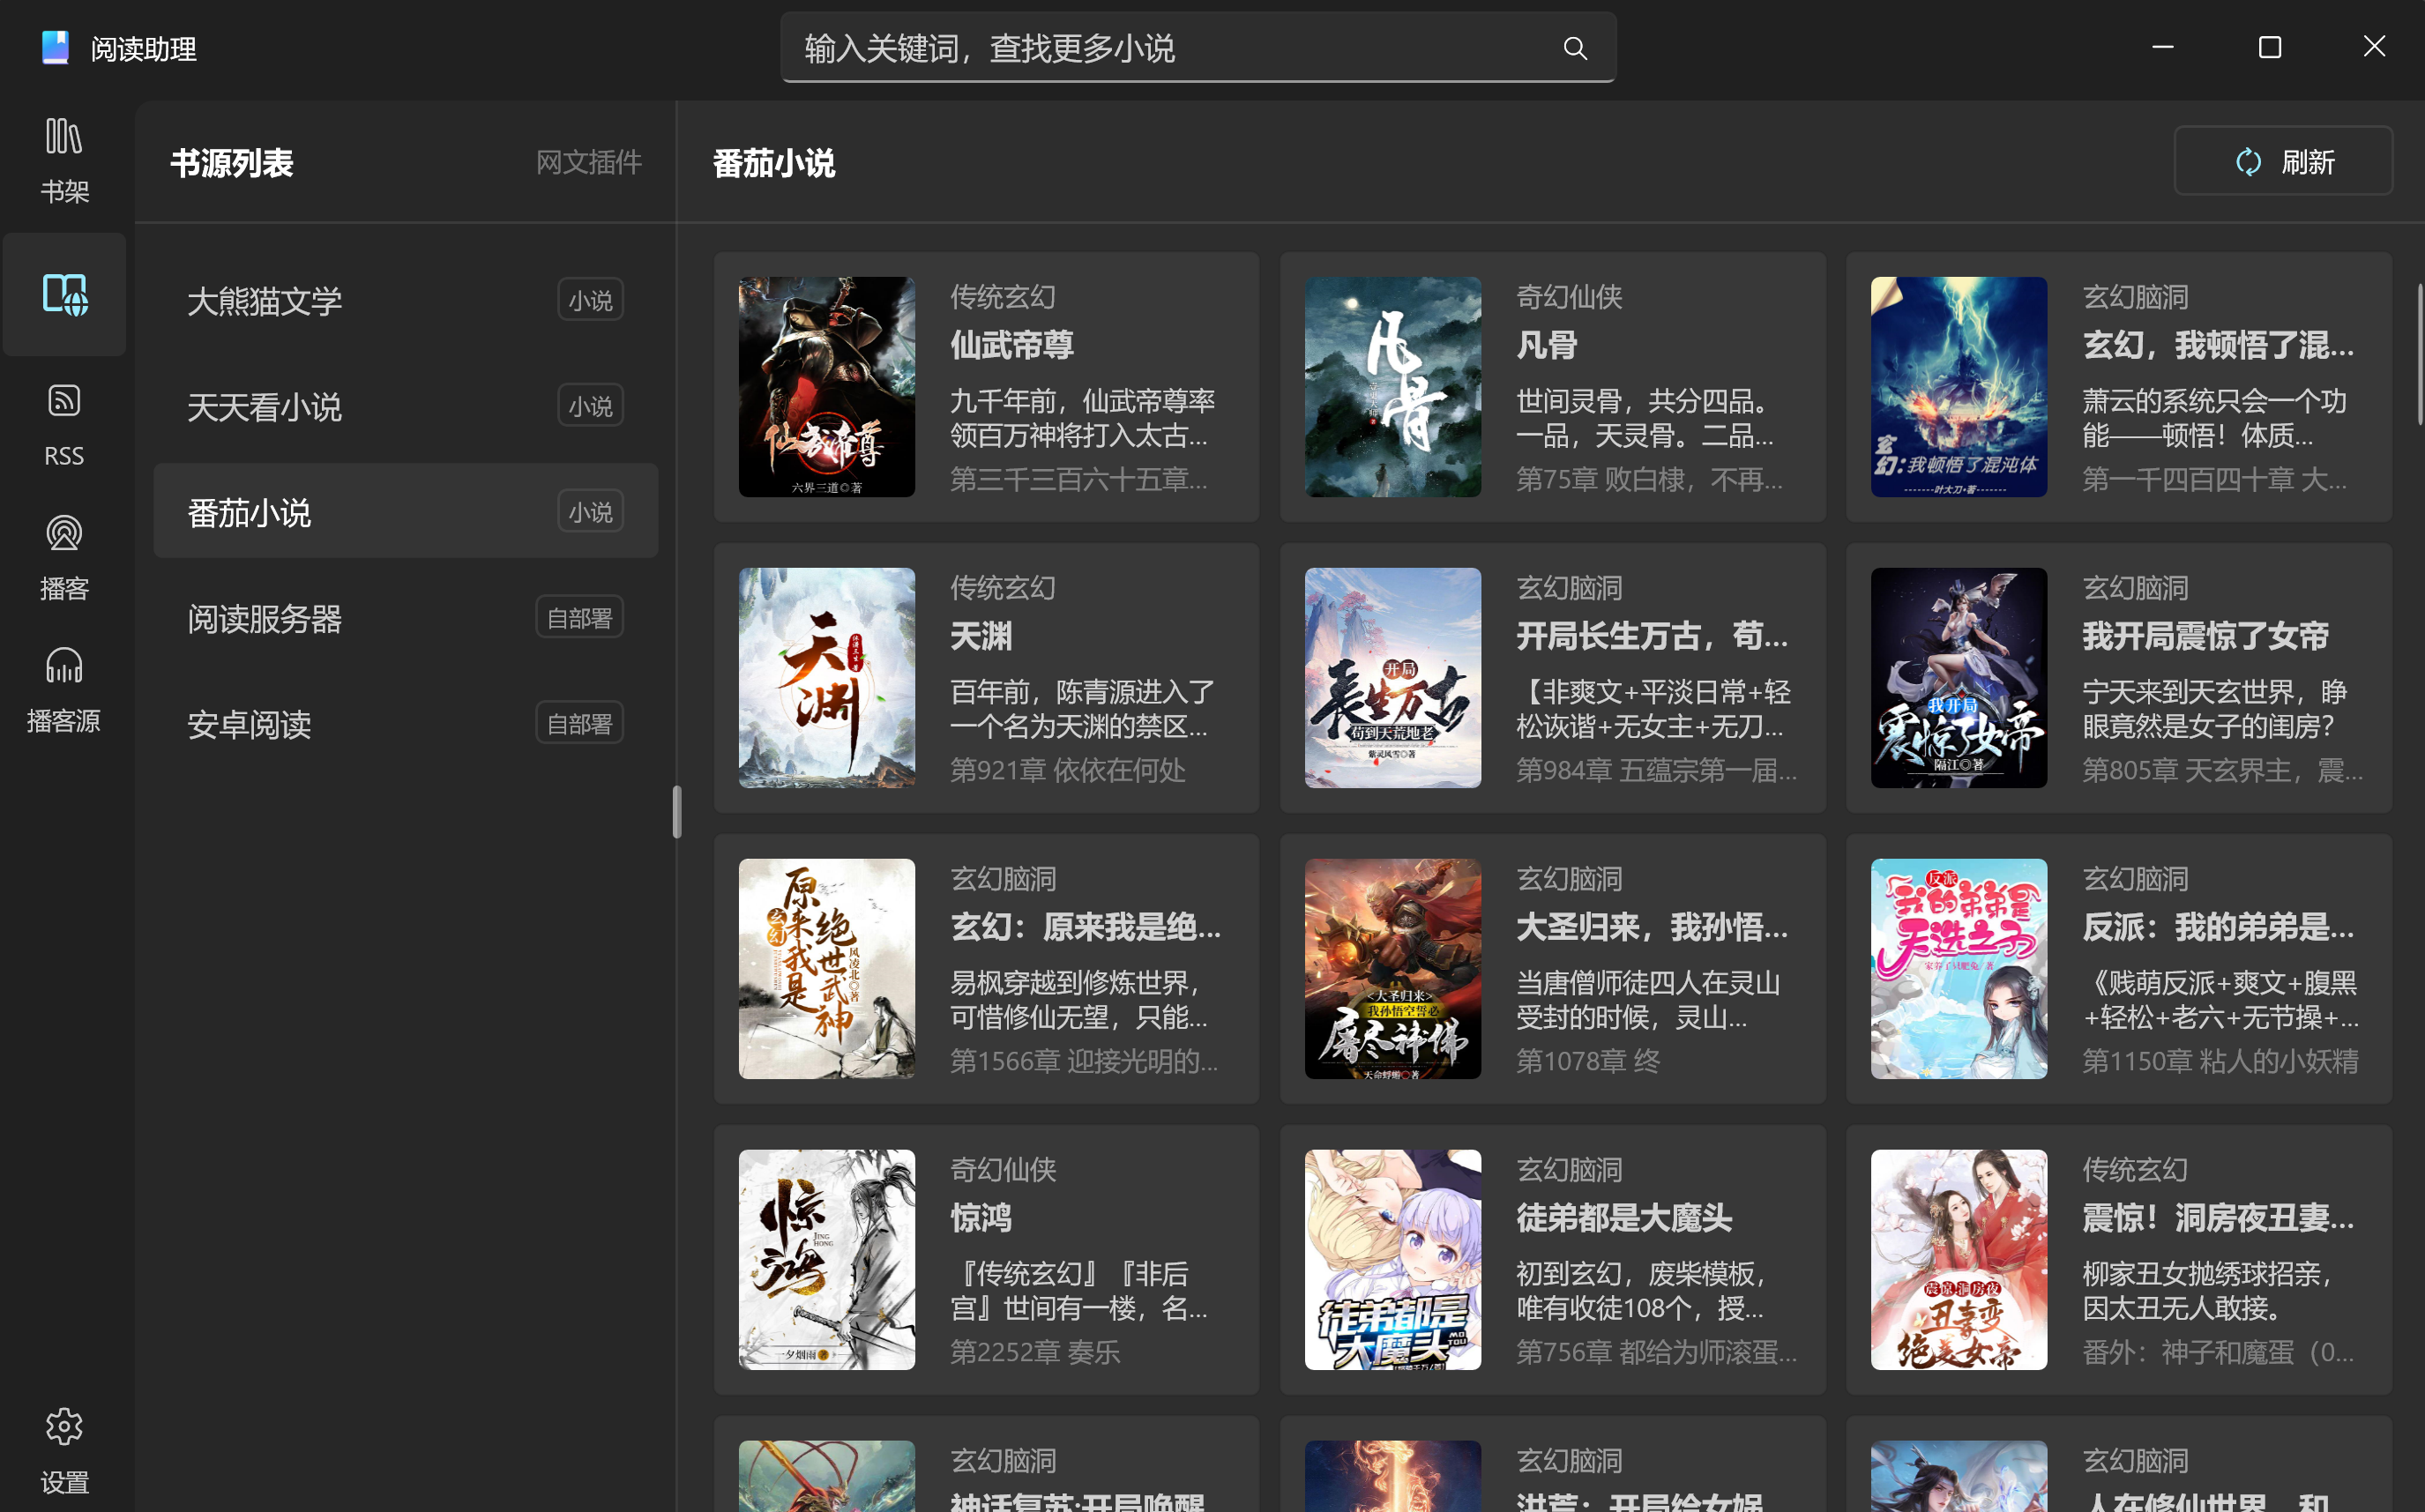 阅读助理
输入关键词，查找更多小说
书架
RSS
播客
播客源
设置
书源列表
网文插件
大熊猫文学
小说
天天看小说
小说
番茄小说
小说
阅读服务器
自部署
安卓阅读
自部署
番茄小说
刷新
仙武帝尊
六界三道◎著
传统玄幻
仙武帝尊
九千年前，仙武帝尊率
领百万神将打入太古...
第三千三百六十五章...
凡骨
奇幻仙侠
凡骨
世间灵骨，共分四品。
一品，天灵骨。二品...
第75章 败白棣，不再...
玄幻：我顿悟了混沌体
叶大刀·著
玄幻脑洞
玄幻，我顿悟了混...
萧云的系统只会一个功
能——顿悟！体质...
第一千四百四十章 大...
天渊
传统玄幻
天渊
百年前，陈青源进入了
一个名为天渊的禁区...
第921章 依依在何处
开局
长生万古
苟到天荒地老
紫灵风雪◎著
玄幻脑洞
开局长生万古，苟...
【非爽文+平淡日常+轻
松诙谐+无女主+无刀...
第984章 五蕴宗第一届...
我开局
震惊了女帝
隔江◎著
玄幻脑洞
我开局震惊了女帝
宁天来到天玄世界，睁
眼竟然是女子的闺房？
第805章 天玄界主，震...
玄幻
原来我是
绝世武神
风凌北◎著
玄幻脑洞
玄幻：原来我是绝...
易枫穿越到修炼世界，
可惜修仙无望，只能...
第1566章 迎接光明的...
<大圣归来>
我孙悟空誓必
屠尽神佛
玄幻脑洞
大圣归来，我孙悟...
当唐僧师徒四人在灵山
受封的时候，灵山...
第1078章 终
反派
我的弟弟是
天选之子
玄幻脑洞
反派：我的弟弟是...
《贱萌反派+爽文+腹黑
+轻松+老六+无节操+...
第1150章 粘人的小妖精
惊鸿
JING
HONG
一夕烟雨 著
奇幻仙侠
惊鸿
『传统玄幻』『非后
宫』世间有一楼，名...
第2252章 奏乐
徒弟都是
大魔头
MO
TOU
玄幻脑洞
徒弟都是大魔头
初到玄幻，废柴模板，
唯有收徒108个，授...
第756章 都给为师滚蛋...
震惊!洞房夜
丑妻变
绝美女帝
传统玄幻
震惊！洞房夜丑妻...
柳家丑女抛绣球招亲，
因太丑无人敢接。
番外：神子和魔蛋（0...
玄幻脑洞
神话复苏:开局唤醒
玄幻脑洞
洪荒：开局给女娲
玄幻脑洞
人在修仙世界，和